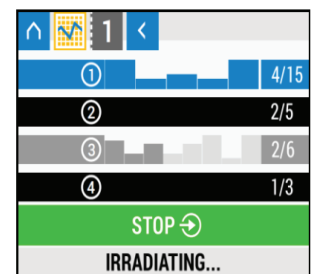 1
① 4/15
② 2/5
③ 2/6
④ 1/3
STOP
IRRADIATING...